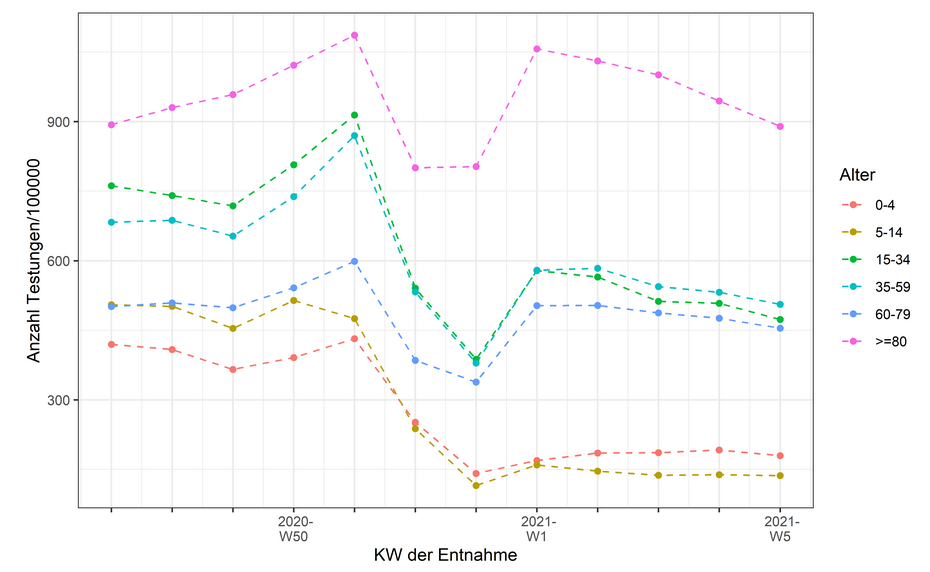 Anzahl Testungen/100000
900
600
300
2020-
W50
2021-
W1
2021-
W5
KW der Entnahme
Alter
0-4
5-14
15-34
35-59
60-79
>=80